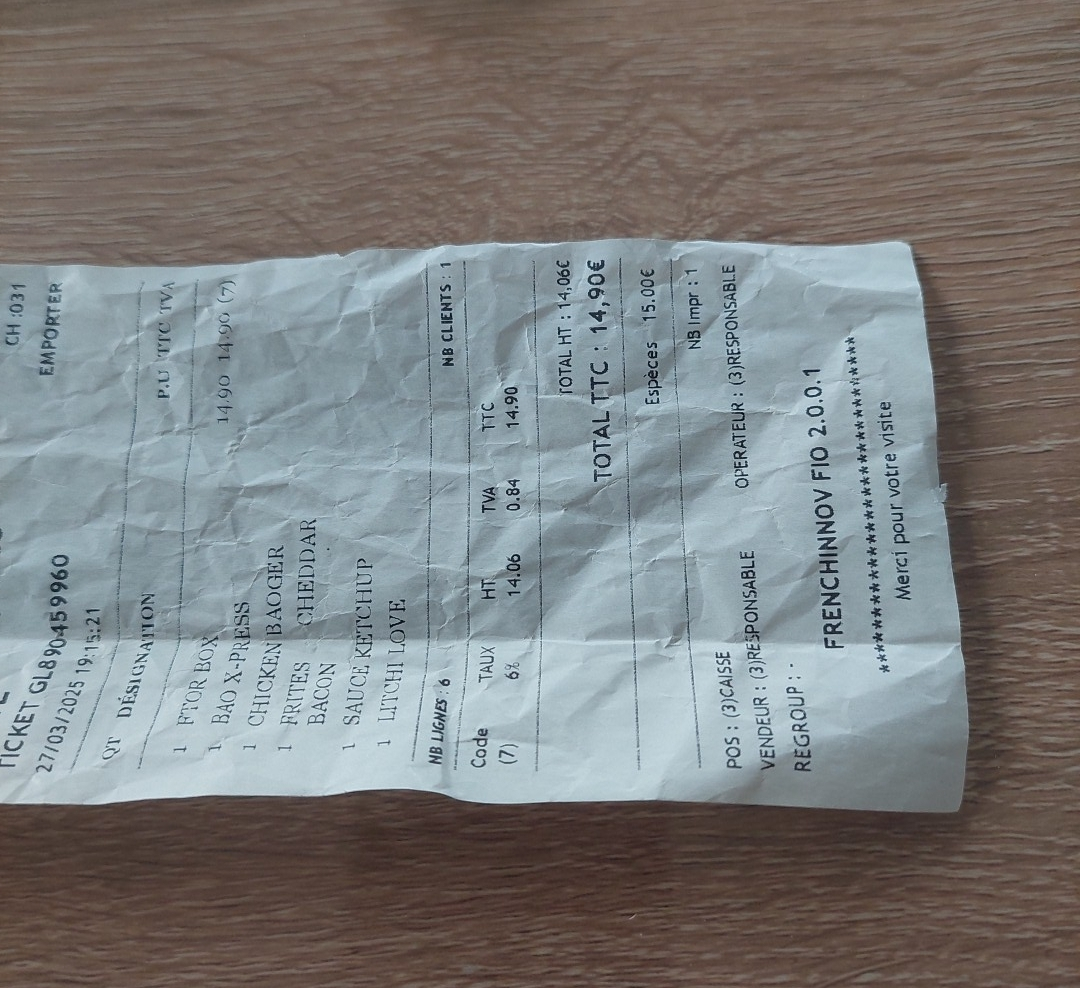 CH :031
TICKET GL890459960
27/03/2025 19:15:21 EMPORTER
QT DÉSIGNATION P.U TTC TVA
1 FTOR BOX 14.90 14.90 (7)
1 BAO X-PRESS
1 CHICKEN BAOGER
1 FRITES CHEDDAR
BACON
1 SAUCE KETCHUP
1 LITCHI LOVE
NB LIGNES : 6 NB CLIENTS : 1
Code TAUX HT TVA TTC
(7) 6% 14.06 0.84 14.90
TOTAL HT : 14,06€
TOTAL TTC : 14,90€
Espèces 15.00€
NB Impr : 1
POS : (3)CAISSE
VENDEUR : (3)RESPONSABLE OPERATEUR : (3)RESPONSABLE
REGROUP : -
FRENCHINNOV FIO 2.0.0.1
****************************************
Merci pour votre visite